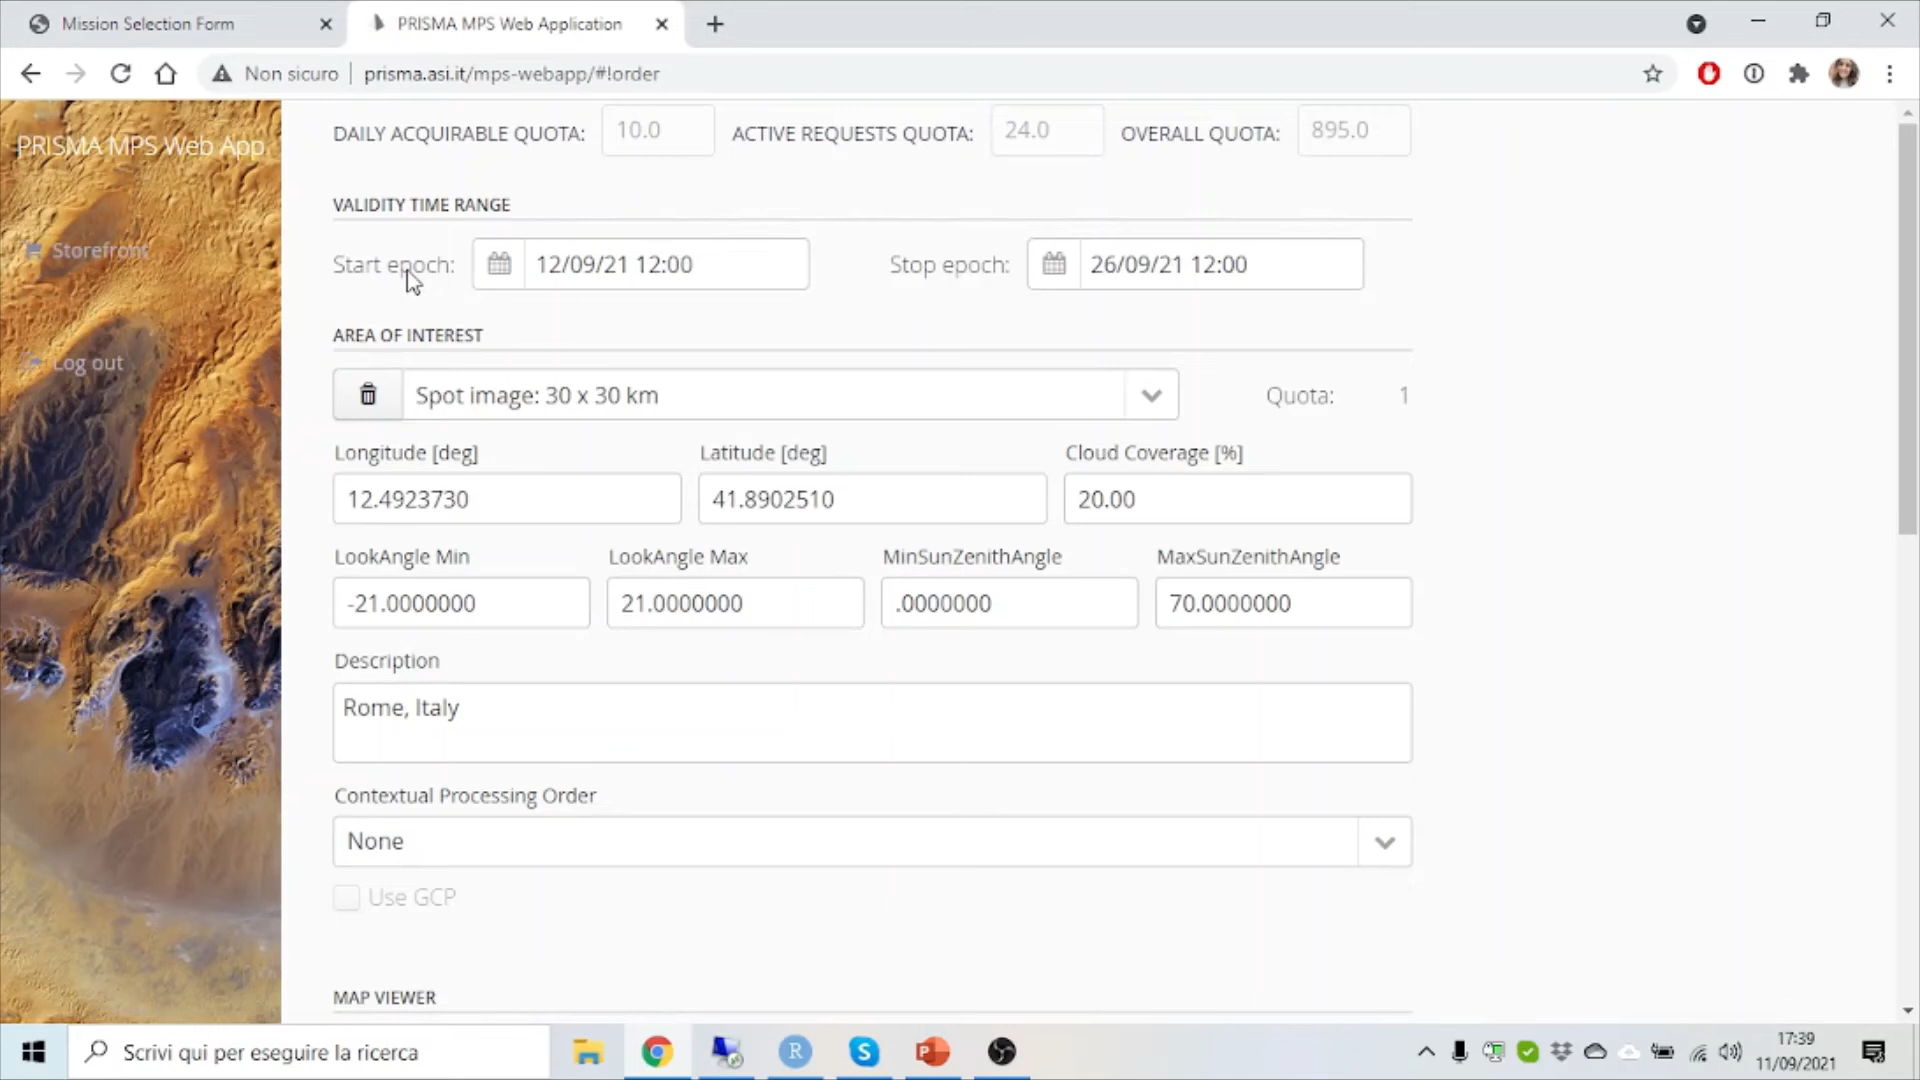 Mission Selection Form
PRISMA MPS Web Application
Non sicuro
prisma.asi.it/mps-webapp/#!order
PRISMA MPS Web App
Storefront
Log out
DAILY ACQUIRABLE QUOTA: 10.0 ACTIVE REQUESTS QUOTA: 24.0 OVERALL QUOTA: 895.0
VALIDITY TIME RANGE
Start epoch: 12/09/21 12:00 Stop epoch: 26/09/21 12:00
AREA OF INTEREST
Spot image: 30 x 30 km Quota: 1
Longitude [deg] Latitude [deg] Cloud Coverage [%]
12.4923730 41.8902510 20.00
LookAngle Min LookAngle Max MinSunZenithAngle MaxSunZenithAngle
-21.0000000 21.0000000 .0000000 70.0000000
Description
Rome, Italy
Contextual Processing Order
None
Use GCP
MAP VIEWER
Scrivi qui per eseguire la ricerca
R
S
P
17:39
11/09/2021